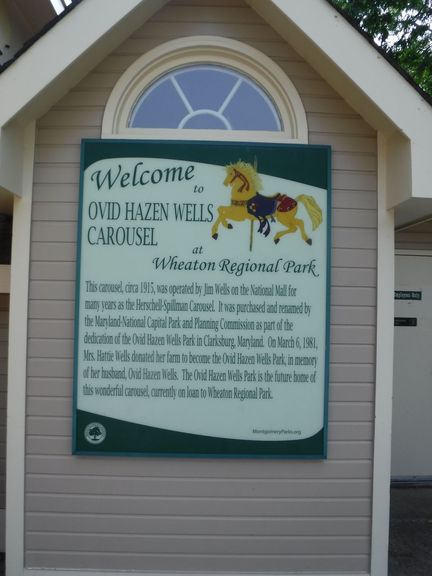 Welcome to
OVID HAZEN WELLS
CAROUSEL
at
Wheaton Regional Park
This carousel, circa 1915, was operated by Jim Wells on the National Mall for
many years as the Herschell-Spillman Carousel. It was purchased and renamed by
the Maryland-National Capital Park and Planning Commission as part of the
dedication of the Ovid Hazen Wells Park in Clarksburg, Maryland. On March 6, 1981,
Mrs. Hattie Wells donated her farm to become the Ovid Hazen Wells Park, in memory
of her husband, Ovid Hazen Wells. The Ovid Hazen Wells Park is the future home of
this wonderful carousel, currently on loan to Wheaton Regional Park.
MontgomeryParks.org
Employees Only